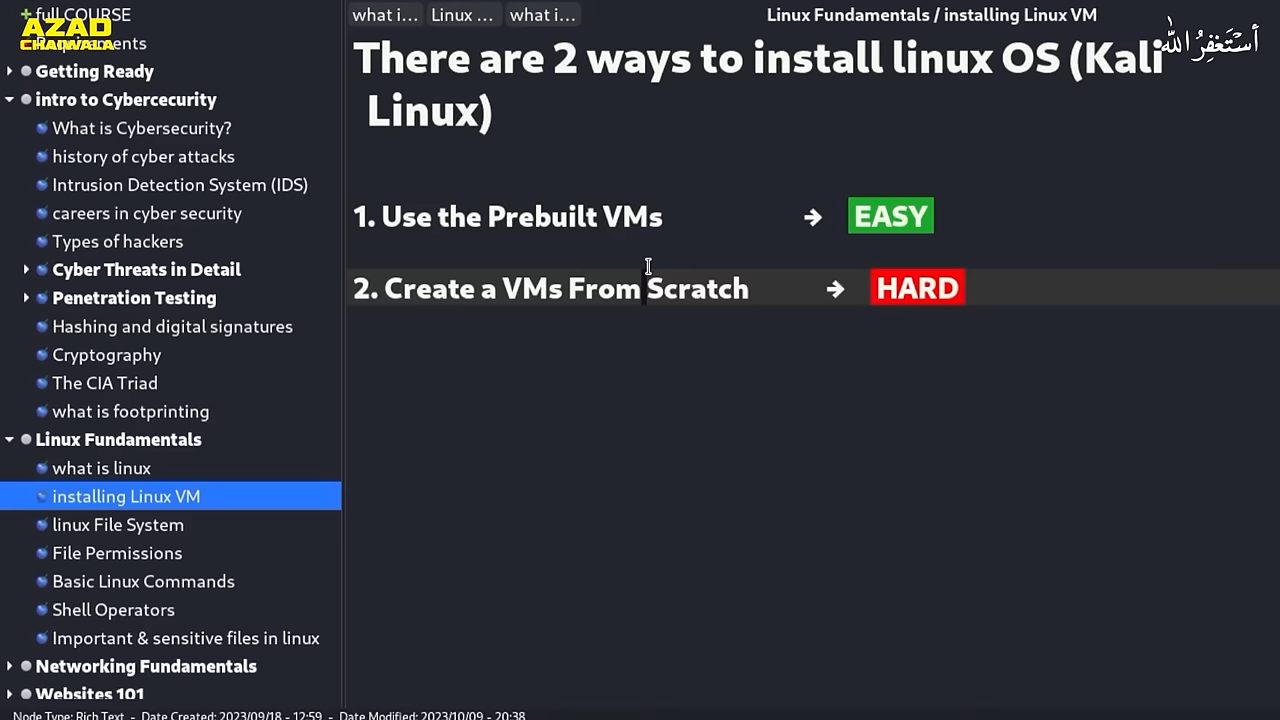 full COURSE
AZAD
CHAIWALA
Requirements
Getting Ready
intro to Cybercecurity
What is Cybersecurity?
history of cyber attacks
Intrusion Detection System (IDS)
careers in cyber security
Types of hackers
Cyber Threats in Detail
Penetration Testing
Hashing and digital signatures
Cryptography
The CIA Triad
what is footprinting
Linux Fundamentals
what is linux
installing Linux VM
linux File System
File Permissions
Basic Linux Commands
Shell Operators
Important & sensitive files in linux
Networking Fundamentals
Websites 101
what i... Linux ... what i...
Linux Fundamentals / installing Linux VM
أستغفر الله
There are 2 ways to install linux OS (Kali
Linux)
1. Use the Prebuilt VMs → EASY
2. Create a VMs From Scratch → HARD
Node Type: Rich Text - Date Created: 2023/09/18 - 12:59 - Date Modified: 2023/10/09 - 20:38